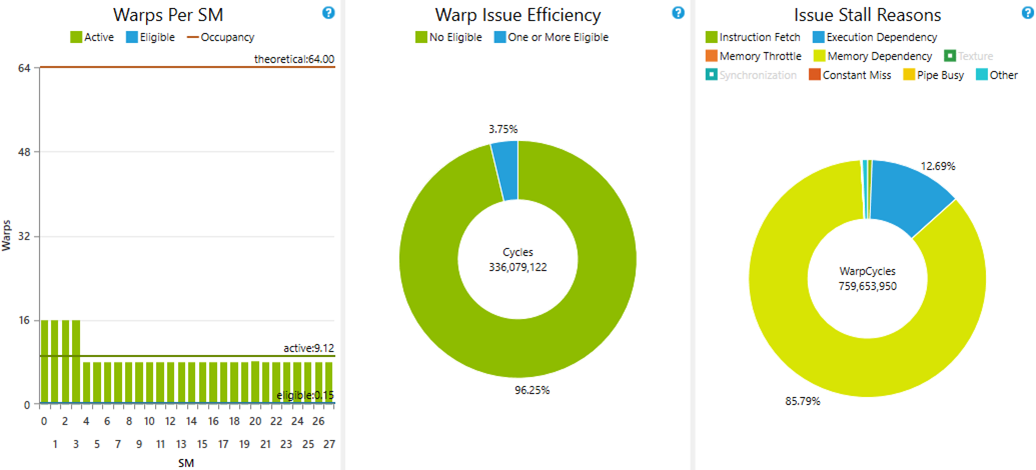 Warps Per SM
?
Active Eligible Occupancy
theoretical:64.00
64
48
32
16
0
active:9.12
eligible:0.15
Warps
0 2 4 6 8 10 12 14 16 18 20 22 24 26
1 3 5 7 9 11 13 15 17 19 21 23 25 27
SM
Warp Issue Efficiency
?
No Eligible One or More Eligible
3.75%
Cycles
336,079,122
96.25%
Issue Stall Reasons
?
Instruction Fetch Execution Dependency
Memory Throttle Memory Dependency Texture
Synchronization Constant Miss Pipe Busy Other
12.69%
WarpCycles
759,653,950
85.79%